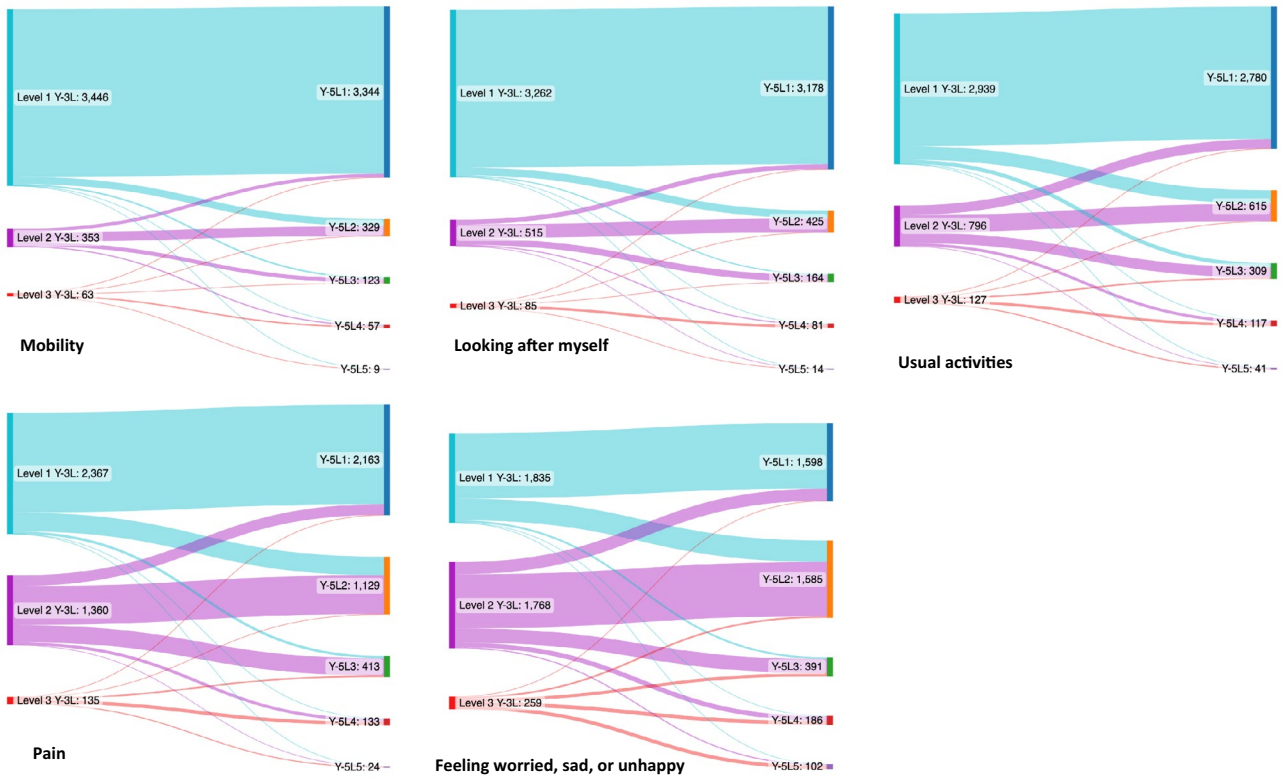 Level 1 Y-3L: 3,446
Y-5L1: 3,344
Level 2 Y-3L: 353
Y-5L2: 329
Y-5L3: 123
Level 3 Y-3L: 63
Y-5L4: 57
Y-5L5: 9
Mobility
Level 1 Y-3L: 3,262
Y-5L1: 3,178
Level 2 Y-3L: 515
Y-5L2: 425
Y-5L3: 164
Level 3 Y-3L: 85
Y-5L4: 81
Y-5L5: 14
Looking after myself
Level 1 Y-3L: 2,939
Y-5L1: 2,780
Level 2 Y-3L: 796
Y-5L2: 615
Y-5L3: 309
Level 3 Y-3L: 127
Y-5L4: 117
Y-5L5: 41
Usual activities
Level 1 Y-3L: 2,367
Y-5L1: 2,163
Level 2 Y-3L: 1,360
Y-5L2: 1,129
Y-5L3: 413
Level 3 Y-3L: 135
Y-5L4: 133
Y-5L5: 24
Pain
Level 1 Y-3L: 1,835
Y-5L1: 1,598
Level 2 Y-3L: 1,768
Y-5L2: 1,585
Y-5L3: 391
Level 3 Y-3L: 259
Y-5L4: 186
Y-5L5: 102
Feeling worried, sad, or unhappy